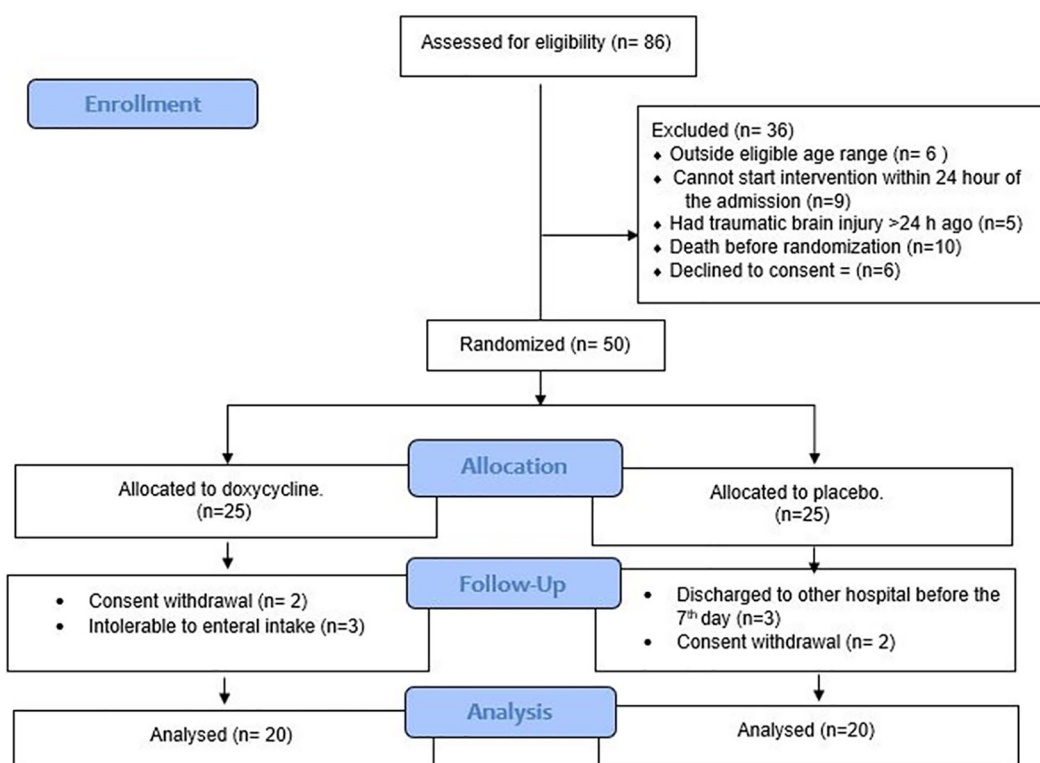 Assessed for eligibility (n= 86)
Enrollment
Excluded (n= 36)
♦ Outside eligible age range (n= 6 )
♦ Cannot start intervention within 24 hour of
the admission (n=9)
♦ Had traumatic brain injury >24 h ago (n=5)
♦ Death before randomization (n=10)
♦ Declined to consent = (n=6)
Randomized (n= 50)
Allocation
Allocated to doxycycline.
(n=25)
Allocated to placebo.
(n=25)
Follow-Up
• Consent withdrawal (n= 2)
• Intolerable to enteral intake (n=3)
• Discharged to other hospital before the
7th day (n=3)
• Consent withdrawal (n= 2)
Analysis
Analysed (n= 20)
Analysed (n=20)